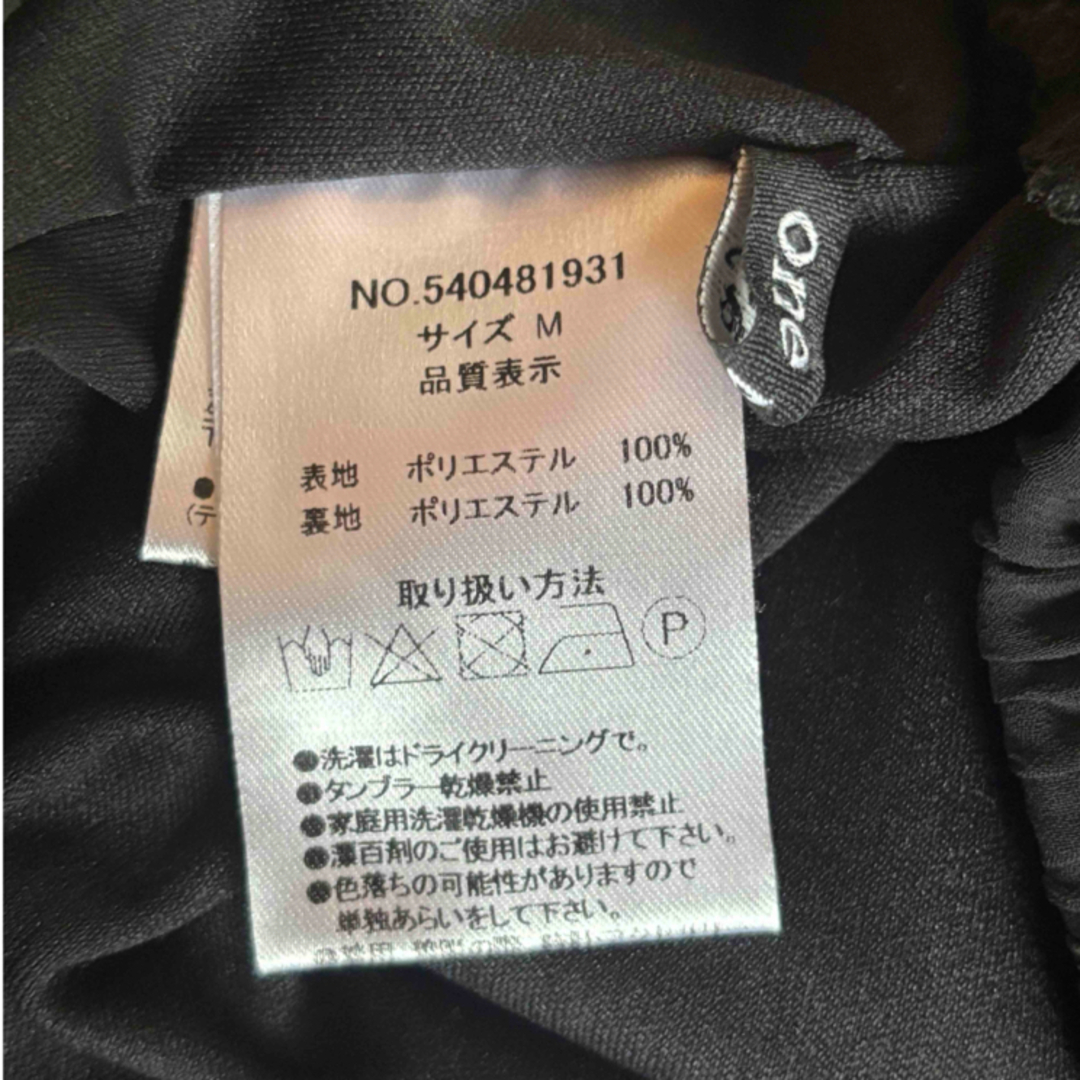 NO.540481931
サイズ M
品質表示
表地 ポリエステル 100%
裏地 ポリエステル 100%
取り扱い方法
P
●洗濯はドライクリーニングで。
●タンブラー乾燥禁止
●家庭用洗濯乾燥機の使用禁止
●漂白剤のご使用はお避けて下さい。
●色落ちの可能性がありますので
単独あらいをして下さい。
One
●
(テ